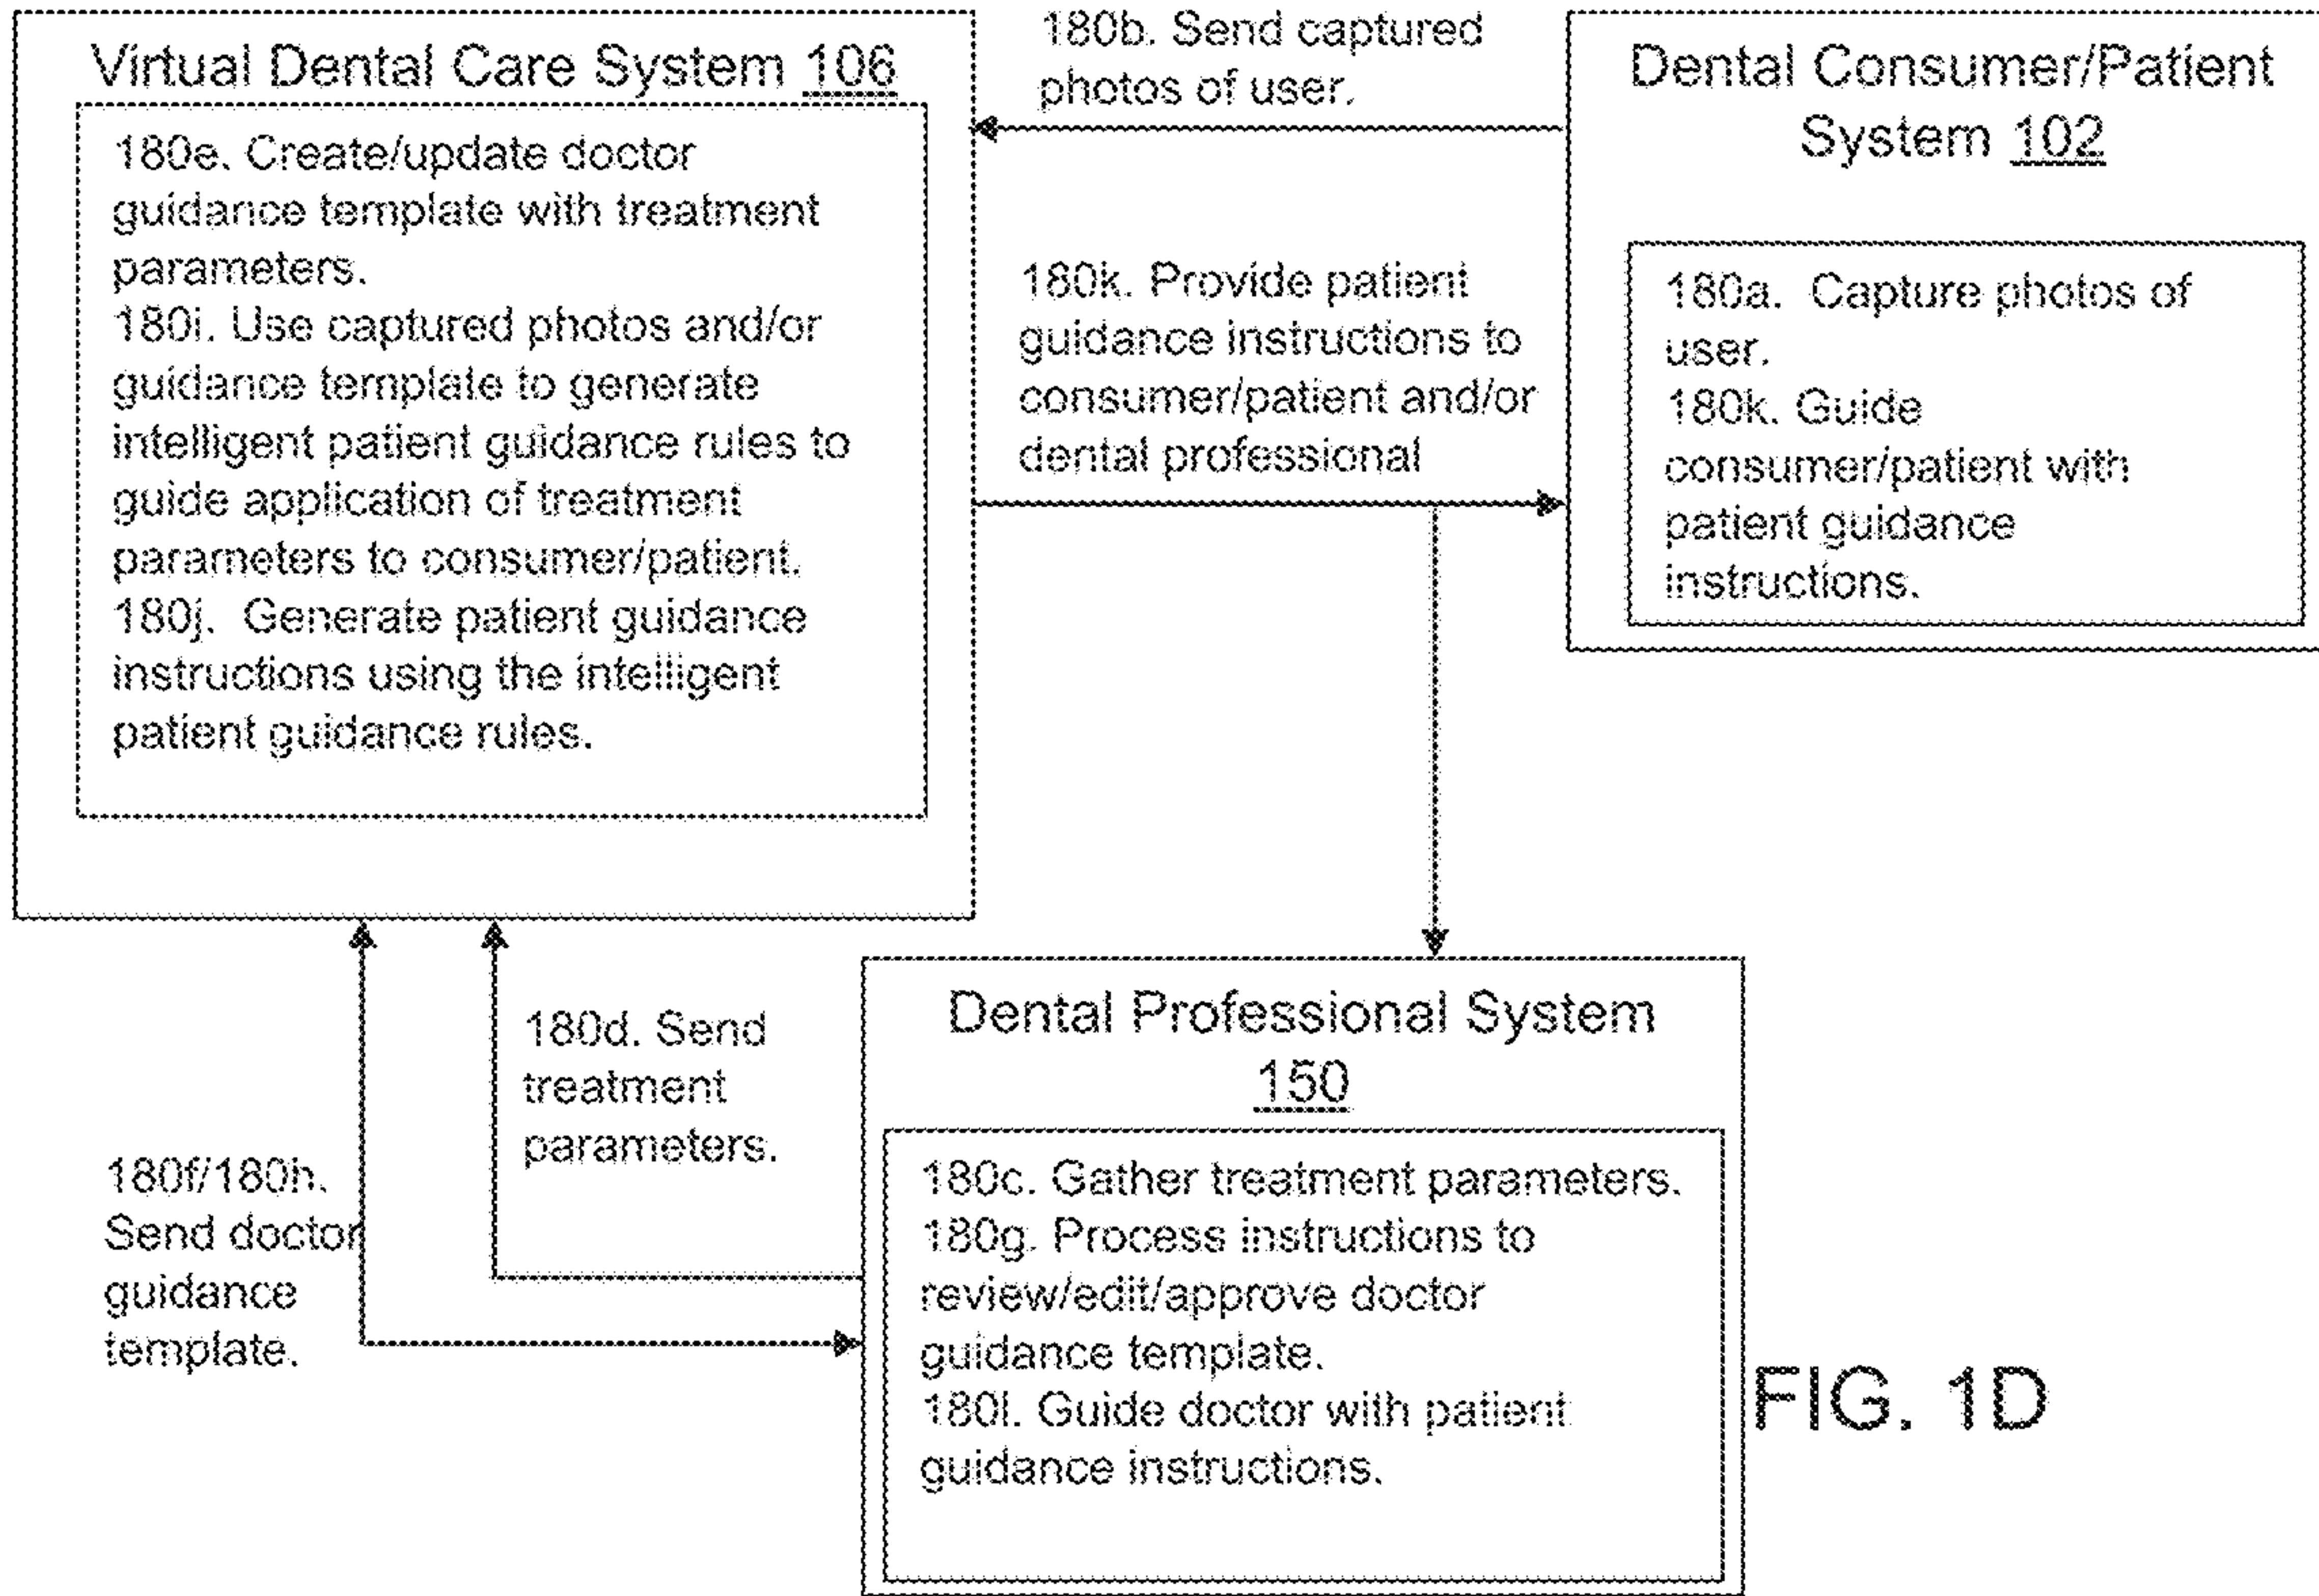 Virtual Dental Care System 106
180e. Create/update doctor
guidance template with treatment
parameters.
180i. Use captured photos and/or
guidance template to generate
intelligent patient guidance rules to
guide application of treatment
parameters to consumer/patient.
180j. Generate patient guidance
instructions using the intelligent
patient guidance rules.
180b. Send captured
photos of user.
180k. Provide patient
guidance instructions to
consumer/patient and/or
dental professional
Dental Consumer/Patient
System 102
180a. Capture photos of
user.
180k. Guide
consumer/patient with
patient guidance
instructions.
180f/180h.
Send doctor
guidance
template.
180d. Send
treatment
parameters.
Dental Professional System
150
180c. Gather treatment parameters.
180g. Process instructions to
review/edit/approve doctor
guidance template.
180l. Guide doctor with patient
guidance instructions.
FIG. 1D